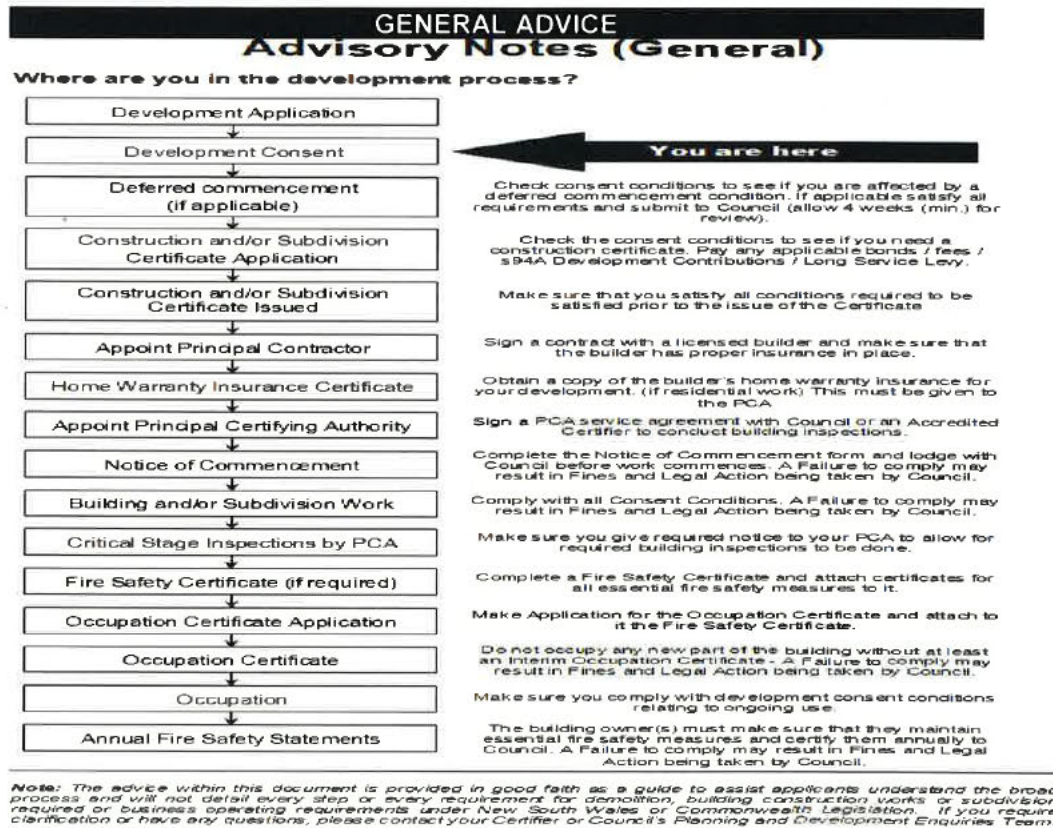 GENERAL ADVICE
Advisory Notes (General)
Where are you in the development process?
Development Application
Development Consent
You are here
Deferred commencement
(if applicable)
Check consent conditions to see if you are affected by a
deferred commencement condition. If applicable satisfy all
requirements and submit to Council (allow 4 weeks (min.) for
review).
Construction and/or Subdivision
Certificate Application
Check the consent conditions to see if you need a
construction certificate. Pay any applicable bonds / fees /
s94A Development Contributions / Long Service Levy.
Construction and/or Subdivision
Certificate Issued
Make sure that you satisfy all conditions required to be
satisfied prior to the issue of the Certificate
Appoint Principal Contractor
Sign a contract with a licensed builder and make sure that
the builder has proper insurance in place.
Home Warranty Insurance Certificate
Obtain a copy of the builder's home warranty insurance for
your development. (if residential work) This must be given to
the PCA
Appoint Principal Certifying Authority
Sign a PCA service agreement with Council or an Accredited
Certifier to conduct building inspections.
Notice of Commencement
Complete the Notice of Commencement form and lodge with
Council before work commences. A Failure to comply may
result in Fines and Legal Action being taken by Council.
Building and/or Subdivision Work
Comply with all Consent Conditions. A Failure to comply may
result in Fines and Legal Action being taken by Council.
Critical Stage Inspections by PCA
Make sure you give required notice to your PCA to allow for
required building inspections to be done.
Fire Safety Certificate (if required)
Complete a Fire Safety Certificate and attach certificates for
all essential fire safety measures to it.
Occupation Certificate Application
Make Application for the Occupation Certificate and attach to
it the Fire Safety Certificate.
Occupation Certificate
Do not occupy any new part of the building without at least
an Interim Occupation Certificate - A Failure to comply may
result in Fines and Legal Action being taken by Council.
Occupation
Make sure you comply with development consent conditions
relating to ongoing use.
Annual Fire Safety Statements
The building owner(s) must make sure that they maintain
essential fire safety measures and certify them annually to
Council. A Failure to comply may result in Fines and Legal
Action being taken by Council.
Note: The advice within this document is provided in good faith as a guide to assist applicants understand the broad
process and will not detail every step or every requirement for demolition, building construction works or subdivision
required or business operating requirements under New South Wales or Commonwealth Legislation. If you require
clarification or have any questions, please contact your Certifier or Council's Planning and Development Enquiries Team